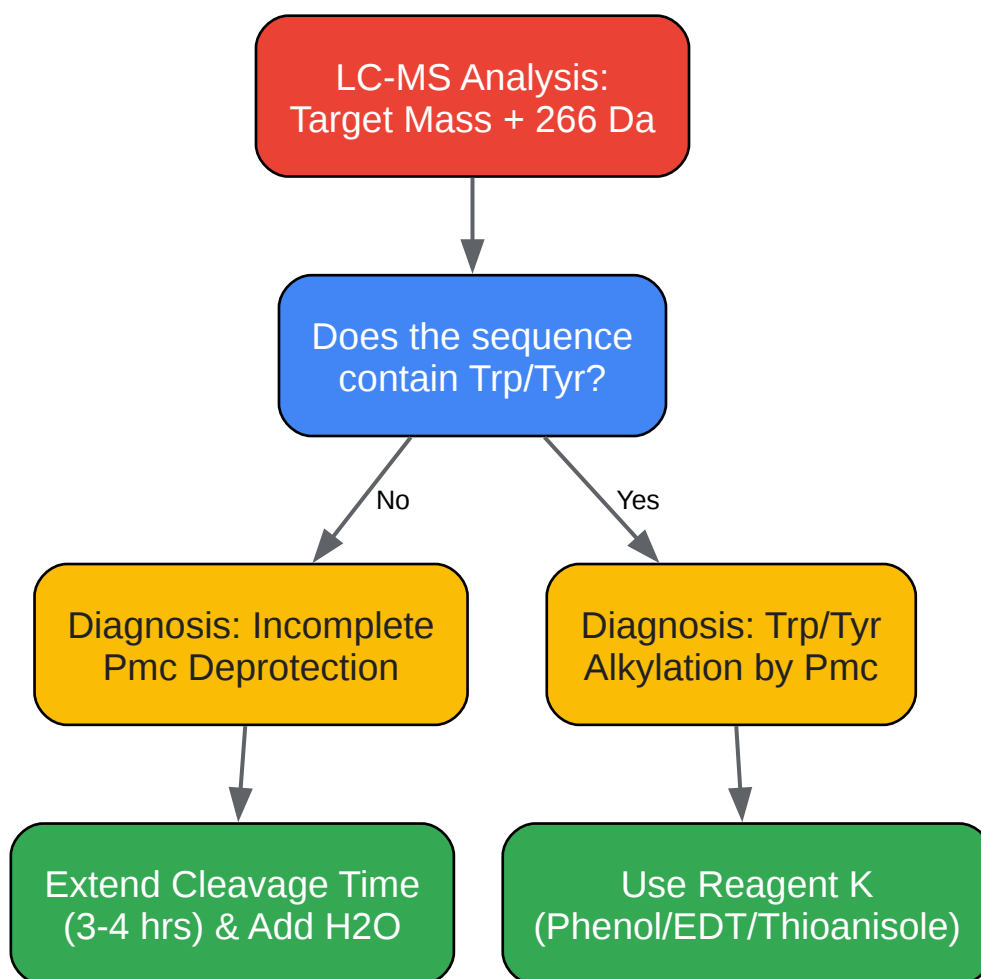 LC-MS Analysis:
Target Mass + 266 Da
Does the sequence
contain Trp/Tyr?
No
Yes
Diagnosis: Incomplete
Pmc Deprotection
Diagnosis: Trp/Tyr
Alkylation by Pmc
Extend Cleavage Time
(3-4 hrs) & Add H2O
Use Reagent K
(Phenol/EDT/Thioanisole)